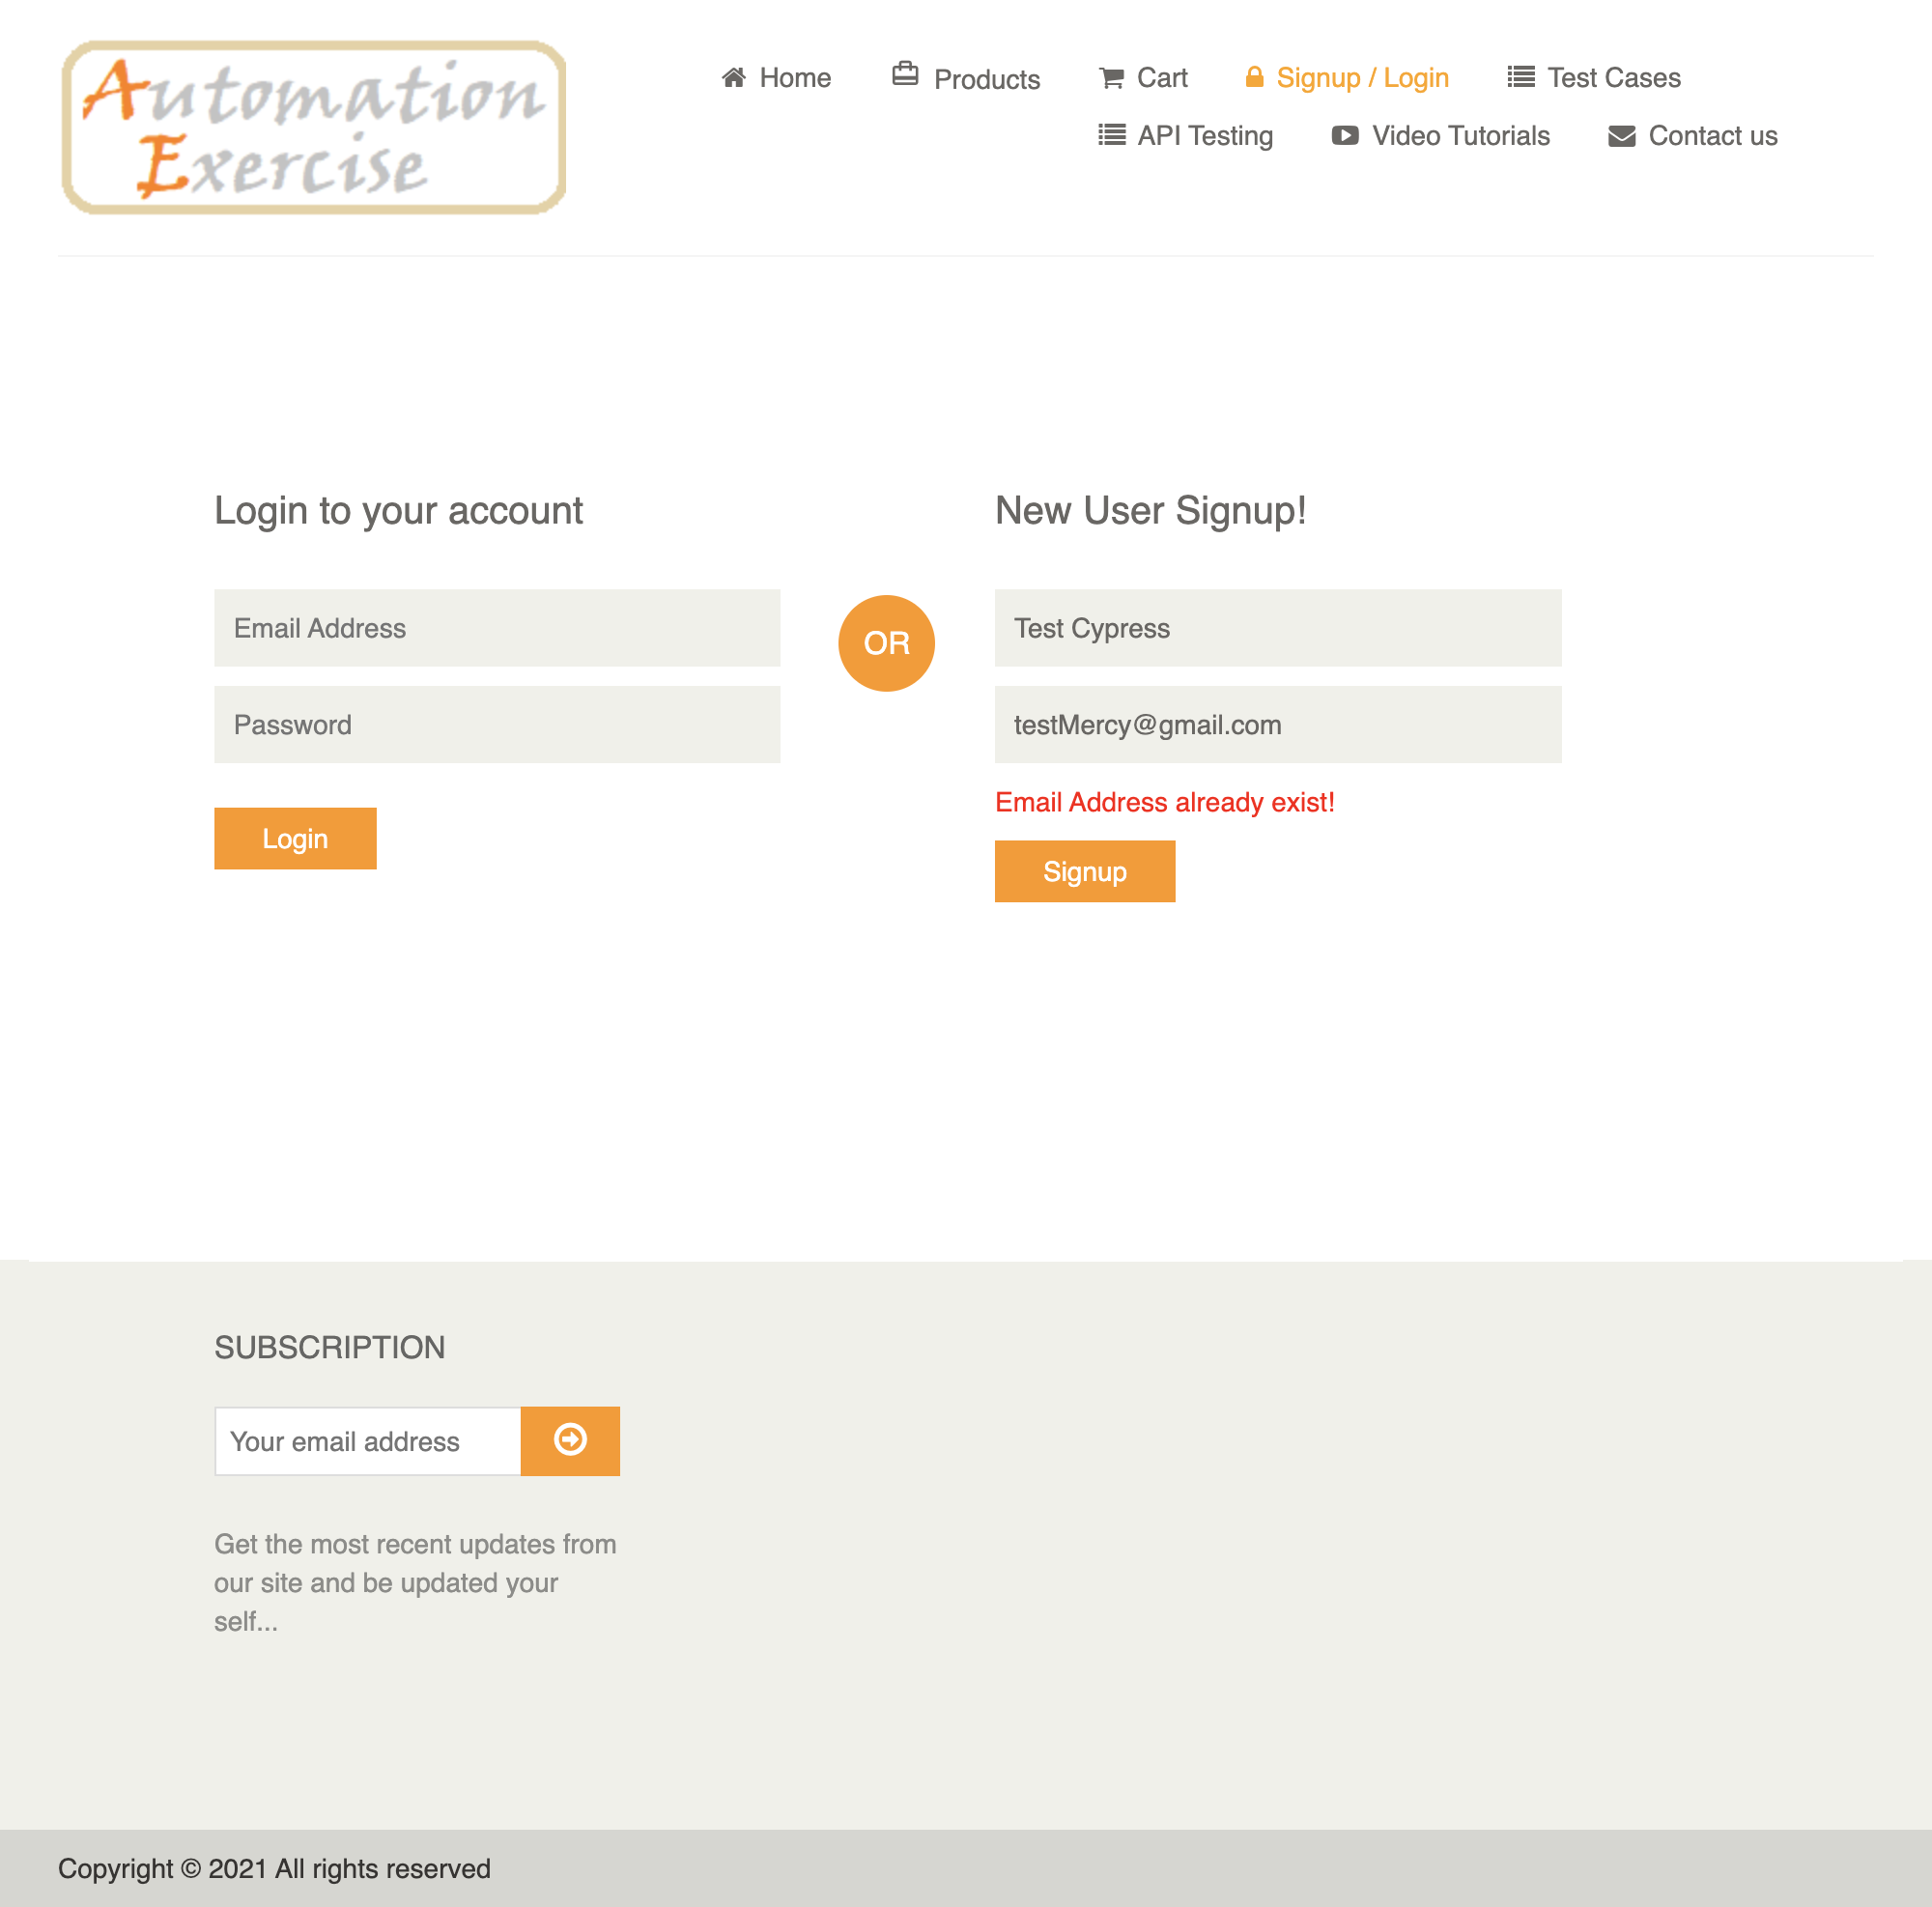 Automation
Exercise
Home
Products
Cart
Signup / Login
Test Cases
API Testing
Video Tutorials
Contact us
Login to your account
Email Address
Password
Login
OR
New User Signup!
Test Cypress
testMercy@gmail.com
Email Address already exist!
Signup
SUBSCRIPTION
Your email address
Get the most recent updates from
our site and be updated your
self...
Copyright © 2021 All rights reserved